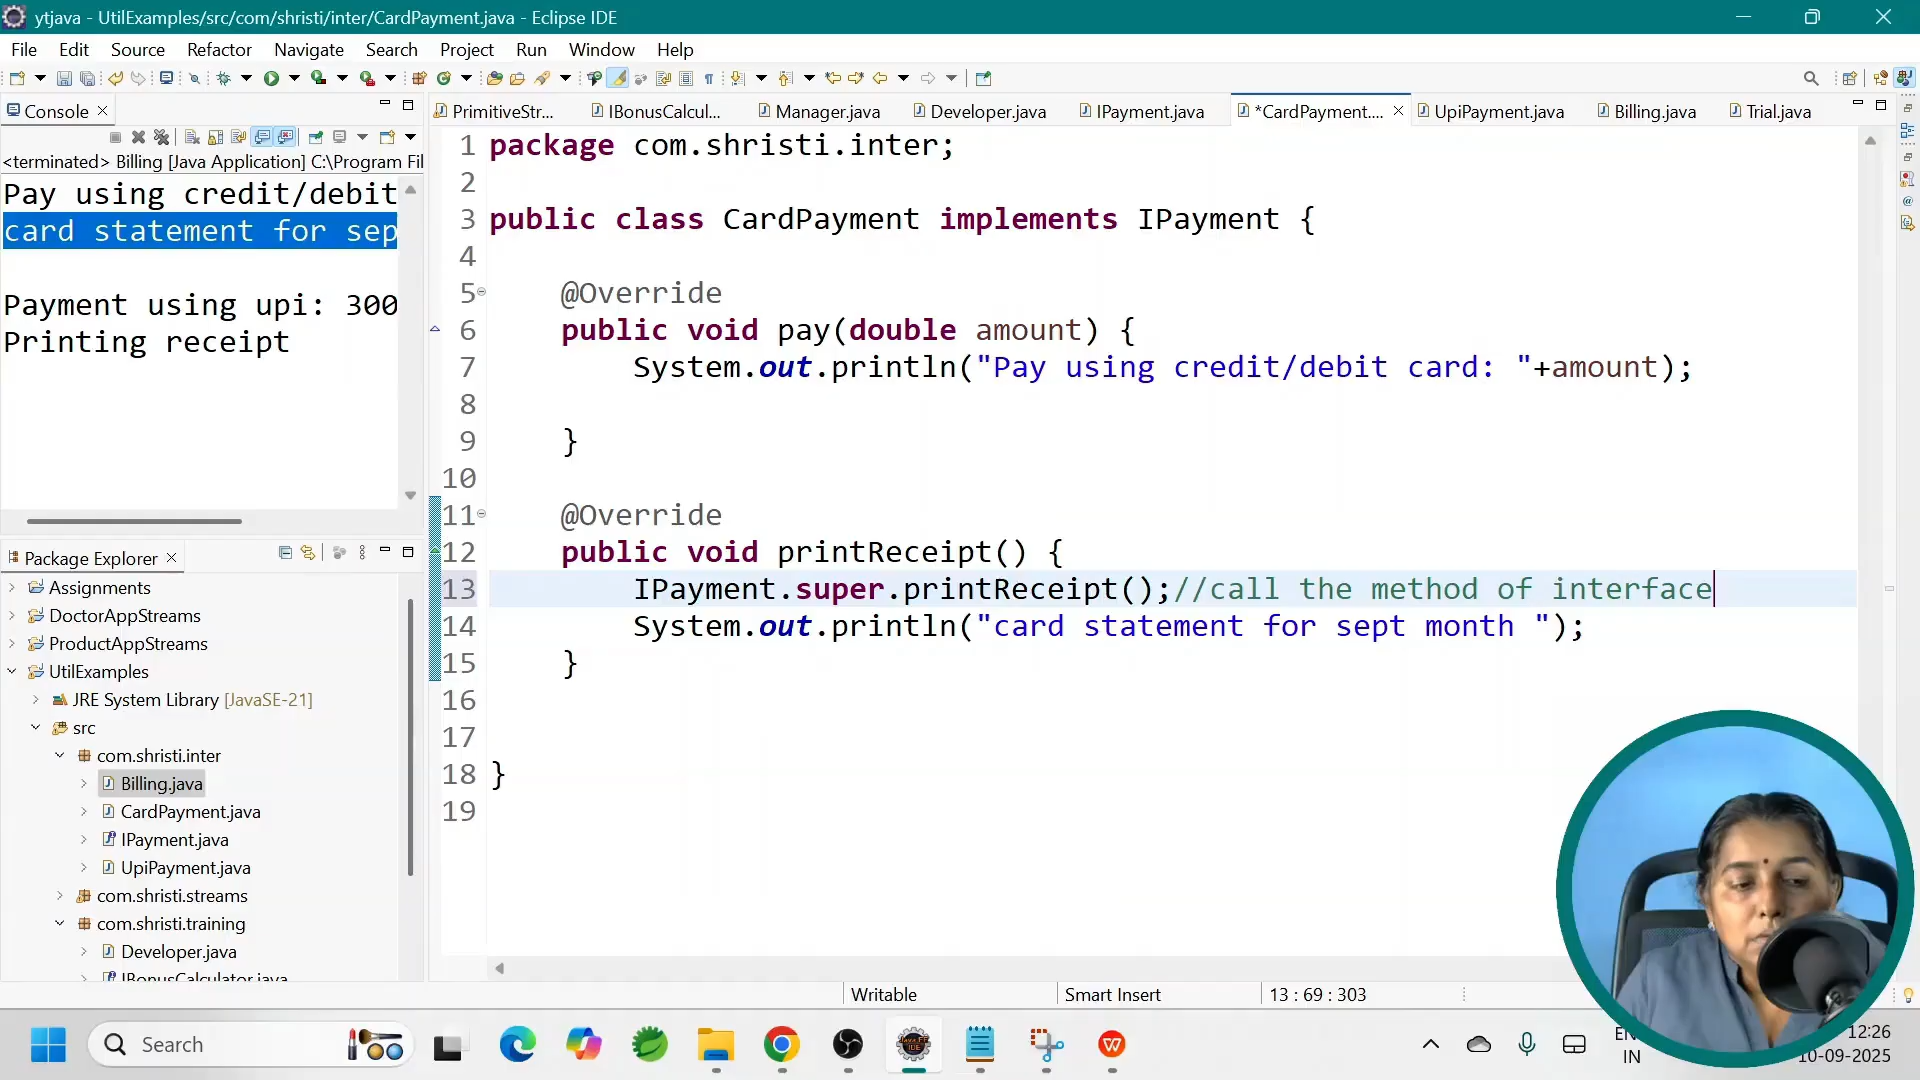 ytjava - UtilExamples/src/com/shristi/inter/CardPayment.java - Eclipse IDE
File Edit Source Refactor Navigate Search Project Run Window Help
Console
<terminated> Billing [Java Application] C:\Program Fil
Pay using credit/debit
card statement for sep
Payment using upi: 300
Printing receipt
Package Explorer
Assignments
DoctorAppStreams
ProductAppStreams
UtilExamples
JRE System Library [JavaSE-21]
src
com.shristi.inter
Billing.java
CardPayment.java
IPayment.java
UpiPayment.java
com.shristi.streams
com.shristi.training
Developer.java
IBonusCalculator.java
PrimitiveStr... IBonusCalcul... Manager.java Developer.java IPayment.java *CardPayment.... UpiPayment.java Billing.java Trial.java
1 package com.shristi.inter;
2
3 public class CardPayment implements IPayment {
4
5 @Override
6 public void pay(double amount) {
7 System.out.println("Pay using credit/debit card: "+amount);
8
9 }
10
11 @Override
12 public void printReceipt() {
13 IPayment.super.printReceipt();//call the method of interface
14 System.out.println("card statement for sept month ");
15 }
16
17
18 }
19
Writable Smart Insert 13 : 69 : 303
Search
IN
12:26
10-09-2025